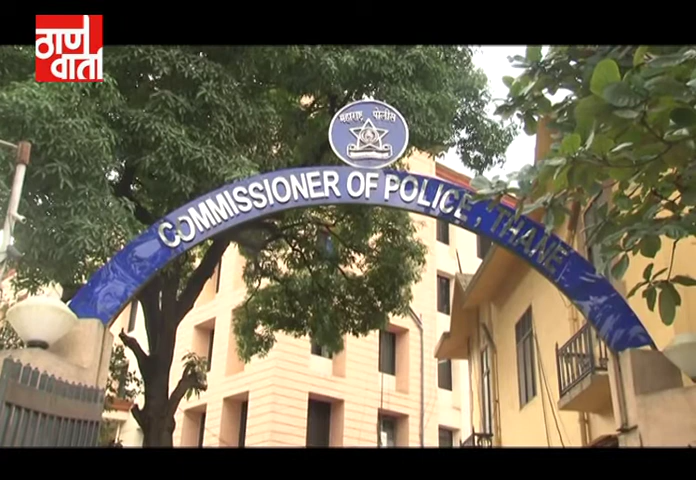 ठाणे
वार्ता
महाराष्ट्र पोलीस
COMMISSIONER OF POLICE, THANE